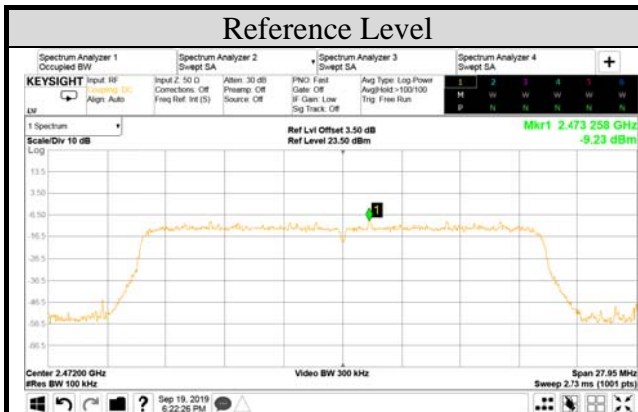 Reference Level
Spectrum Analyzer 1
Occupied BW
Spectrum Analyzer 2
Swept SA
Spectrum Analyzer 3
Swept SA
Spectrum Analyzer 4
Swept SA
+
KEYSIGHT
Input: RF
Coupling: DC
Align: Auto
Input Z: 50 Ω
Corrections: Off
Freq Ref: Int (S)
Atten: 30 dB
Preamp: Off
Source: Off
PNO: Fast
Gate: Off
IF Gain: Low
Sig Track: Off
Avg Type: Log-Power
Avg|Hold:>100/100
Trig: Free Run
1 2 3 4 5 6
M W W W W W
P N N N N N
1 Spectrum
Scale/Div 10 dB
Ref Lvl Offset 3.50 dB
Ref Level 23.50 dBm
Mkr1 2.473 258 GHz
-9.23 dBm
Log
13.5
3.50
-6.50
-16.5
-26.5
-36.5
-46.5
-56.5
-66.5
1
Center 2.47200 GHz
#Res BW 100 kHz
Video BW 300 kHz
Span 27.95 MHz
Sweep 2.73 ms (1001 pts)
?
Sep 19, 2019
6:22:26 PM